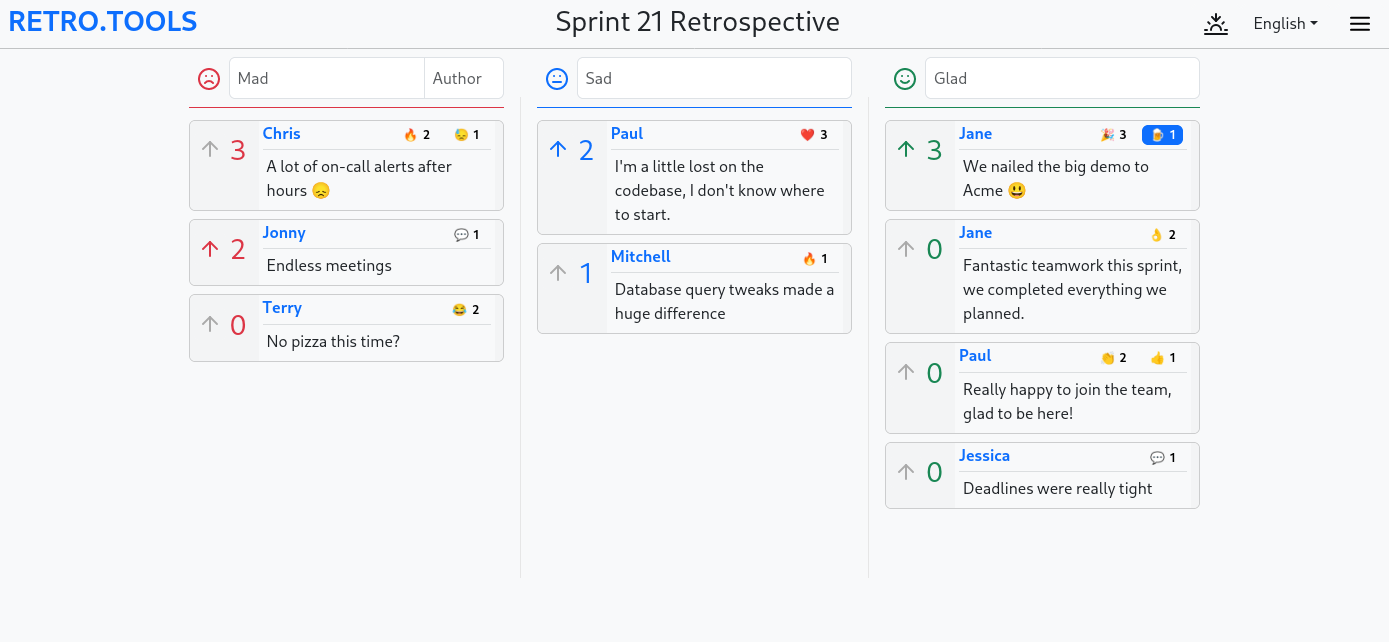 RETRO.TOOLS
Sprint 21 Retrospective
English
Mad
Author
Sad
Glad
3
Chris
🔥 2
😓 1
A lot of on-call alerts after
hours 😞
2
Jonny
💬 1
Endless meetings
0
Terry
😂 2
No pizza this time?
2
Paul
❤️ 3
I'm a little lost on the
codebase, I don't know where
to start.
1
Mitchell
🔥 1
Database query tweaks made a
huge difference
3
Jane
🎉 3
🍺 1
We nailed the big demo to
Acme 😃
0
Jane
👌 2
Fantastic teamwork this sprint,
we completed everything we
planned.
0
Paul
👏 2
👍 1
Really happy to join the team,
glad to be here!
0
Jessica
💬 1
Deadlines were really tight